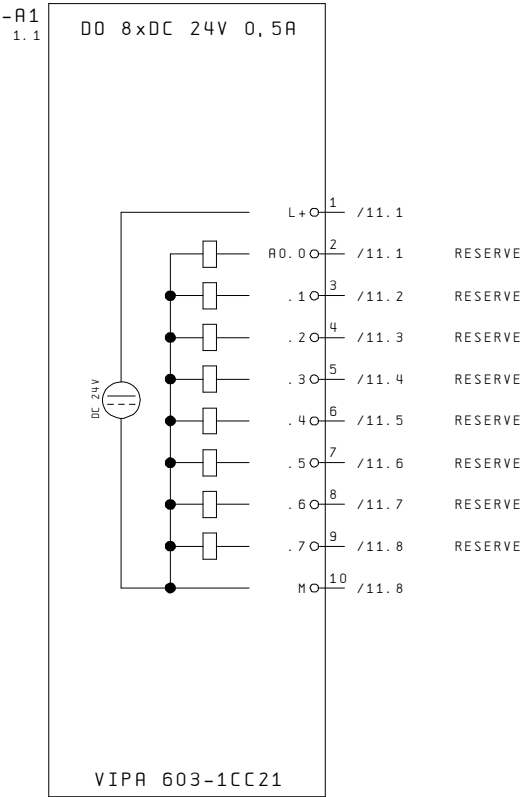 -A1
1.1
DO 8xDC 24V 0,5A
L+ 1 /11.1
A0.0 2 /11.1 RESERVE
.1 3 /11.2 RESERVE
.2 4 /11.3 RESERVE
.3 5 /11.4 RESERVE
DC 24V
.4 6 /11.5 RESERVE
.5 7 /11.6 RESERVE
.6 8 /11.7 RESERVE
.7 9 /11.8 RESERVE
M 10 /11.8
VIPA 603-1CC21